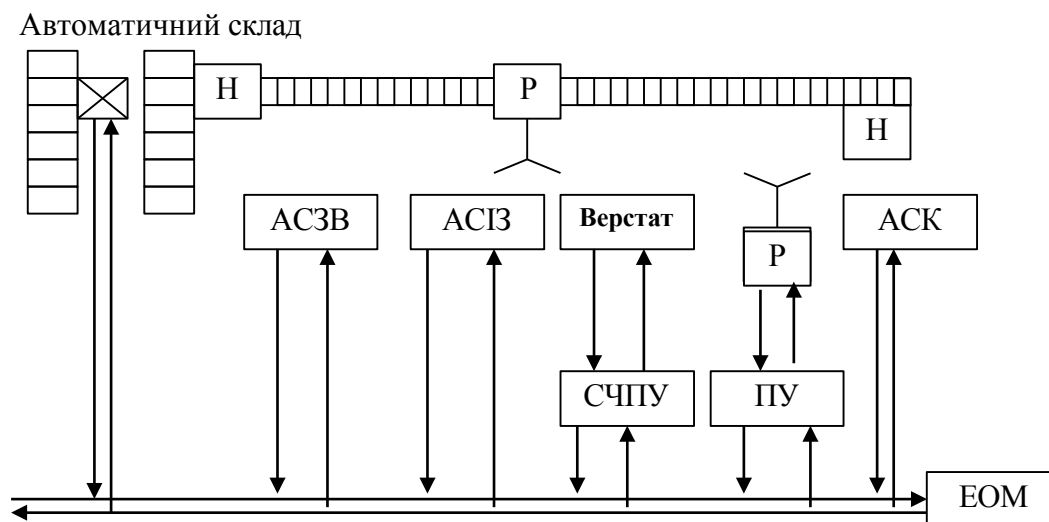 Автоматичний склад
Н
Р
Н
АСЗВ
АСІЗ
Верстат
АСК
Р
СЧПУ
ПУ
ЕОМ